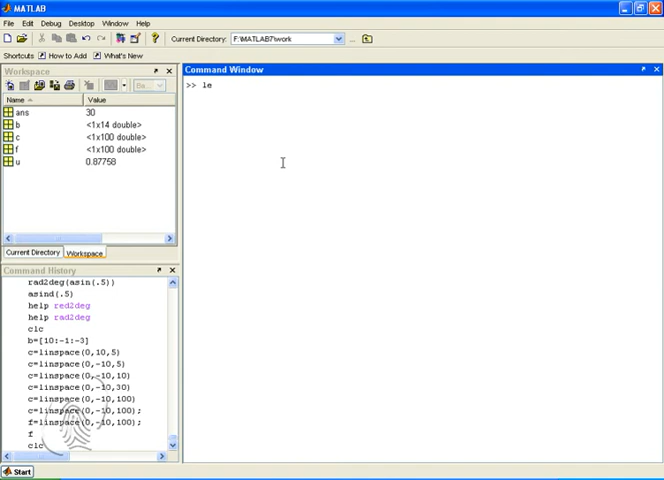 MATLAB
File Edit Debug Desktop Window Help
Current Directory: F:\MATLAB7\work ...
Shortcuts How to Add What's New
Workspace
Ba...
Name Value
ans 30
b <1x14 double>
c <1x100 double>
f <1x100 double>
u 0.87758
Current Directory Workspace
Command History
rad2deg(asin(.5))
asind(.5)
help red2deg
help rad2deg
clc
b=[10:-1:-3]
c=linspace(0,10,5)
c=linspace(0,-10,5)
c=linspace(0,-10,10)
c=linspace(0,-10,30)
c=linspace(0,-10,100)
c=linspace(0,-10,100);
f=linspace(0,-10,100);
f
clc
Command Window
>> le
Start